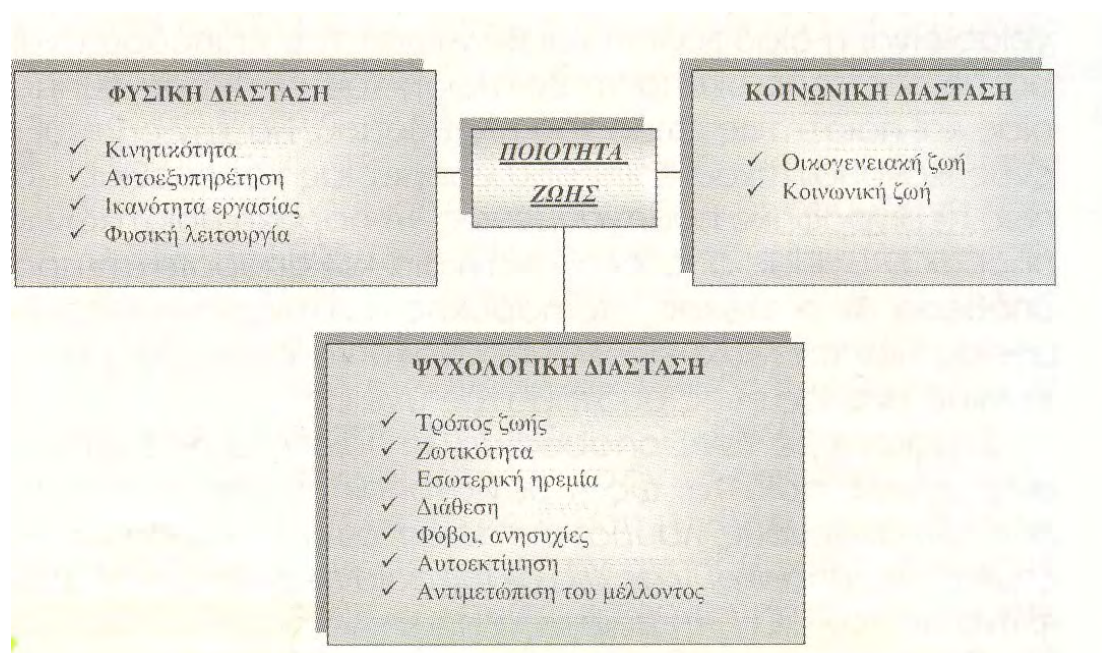 ΦΥΣΙΚΗ ΔΙΑΣΤΑΣΗ
✓ Κινητικότητα
✓ Αυτοεξυπηρέτηση
✓ Ικανότητα εργασίας
✓ Φυσική λειτουργία
ΠΟΙΟΤΗΤΑ
ΖΩΗΣ
ΚΟΙΝΩΝΙΚΗ ΔΙΑΣΤΑΣΗ
✓ Οικογενειακή ζωή
✓ Κοινωνική ζωή
ΨΥΧΟΛΟΓΙΚΗ ΔΙΑΣΤΑΣΗ
✓ Τρόπος ζωής
✓ Ζωτικότητα
✓ Εσωτερική ηρεμία
✓ Διάθεση
✓ Φόβοι, ανησυχίες
✓ Αυτοεκτίμηση
✓ Αντιμετώπιση του μέλλοντος